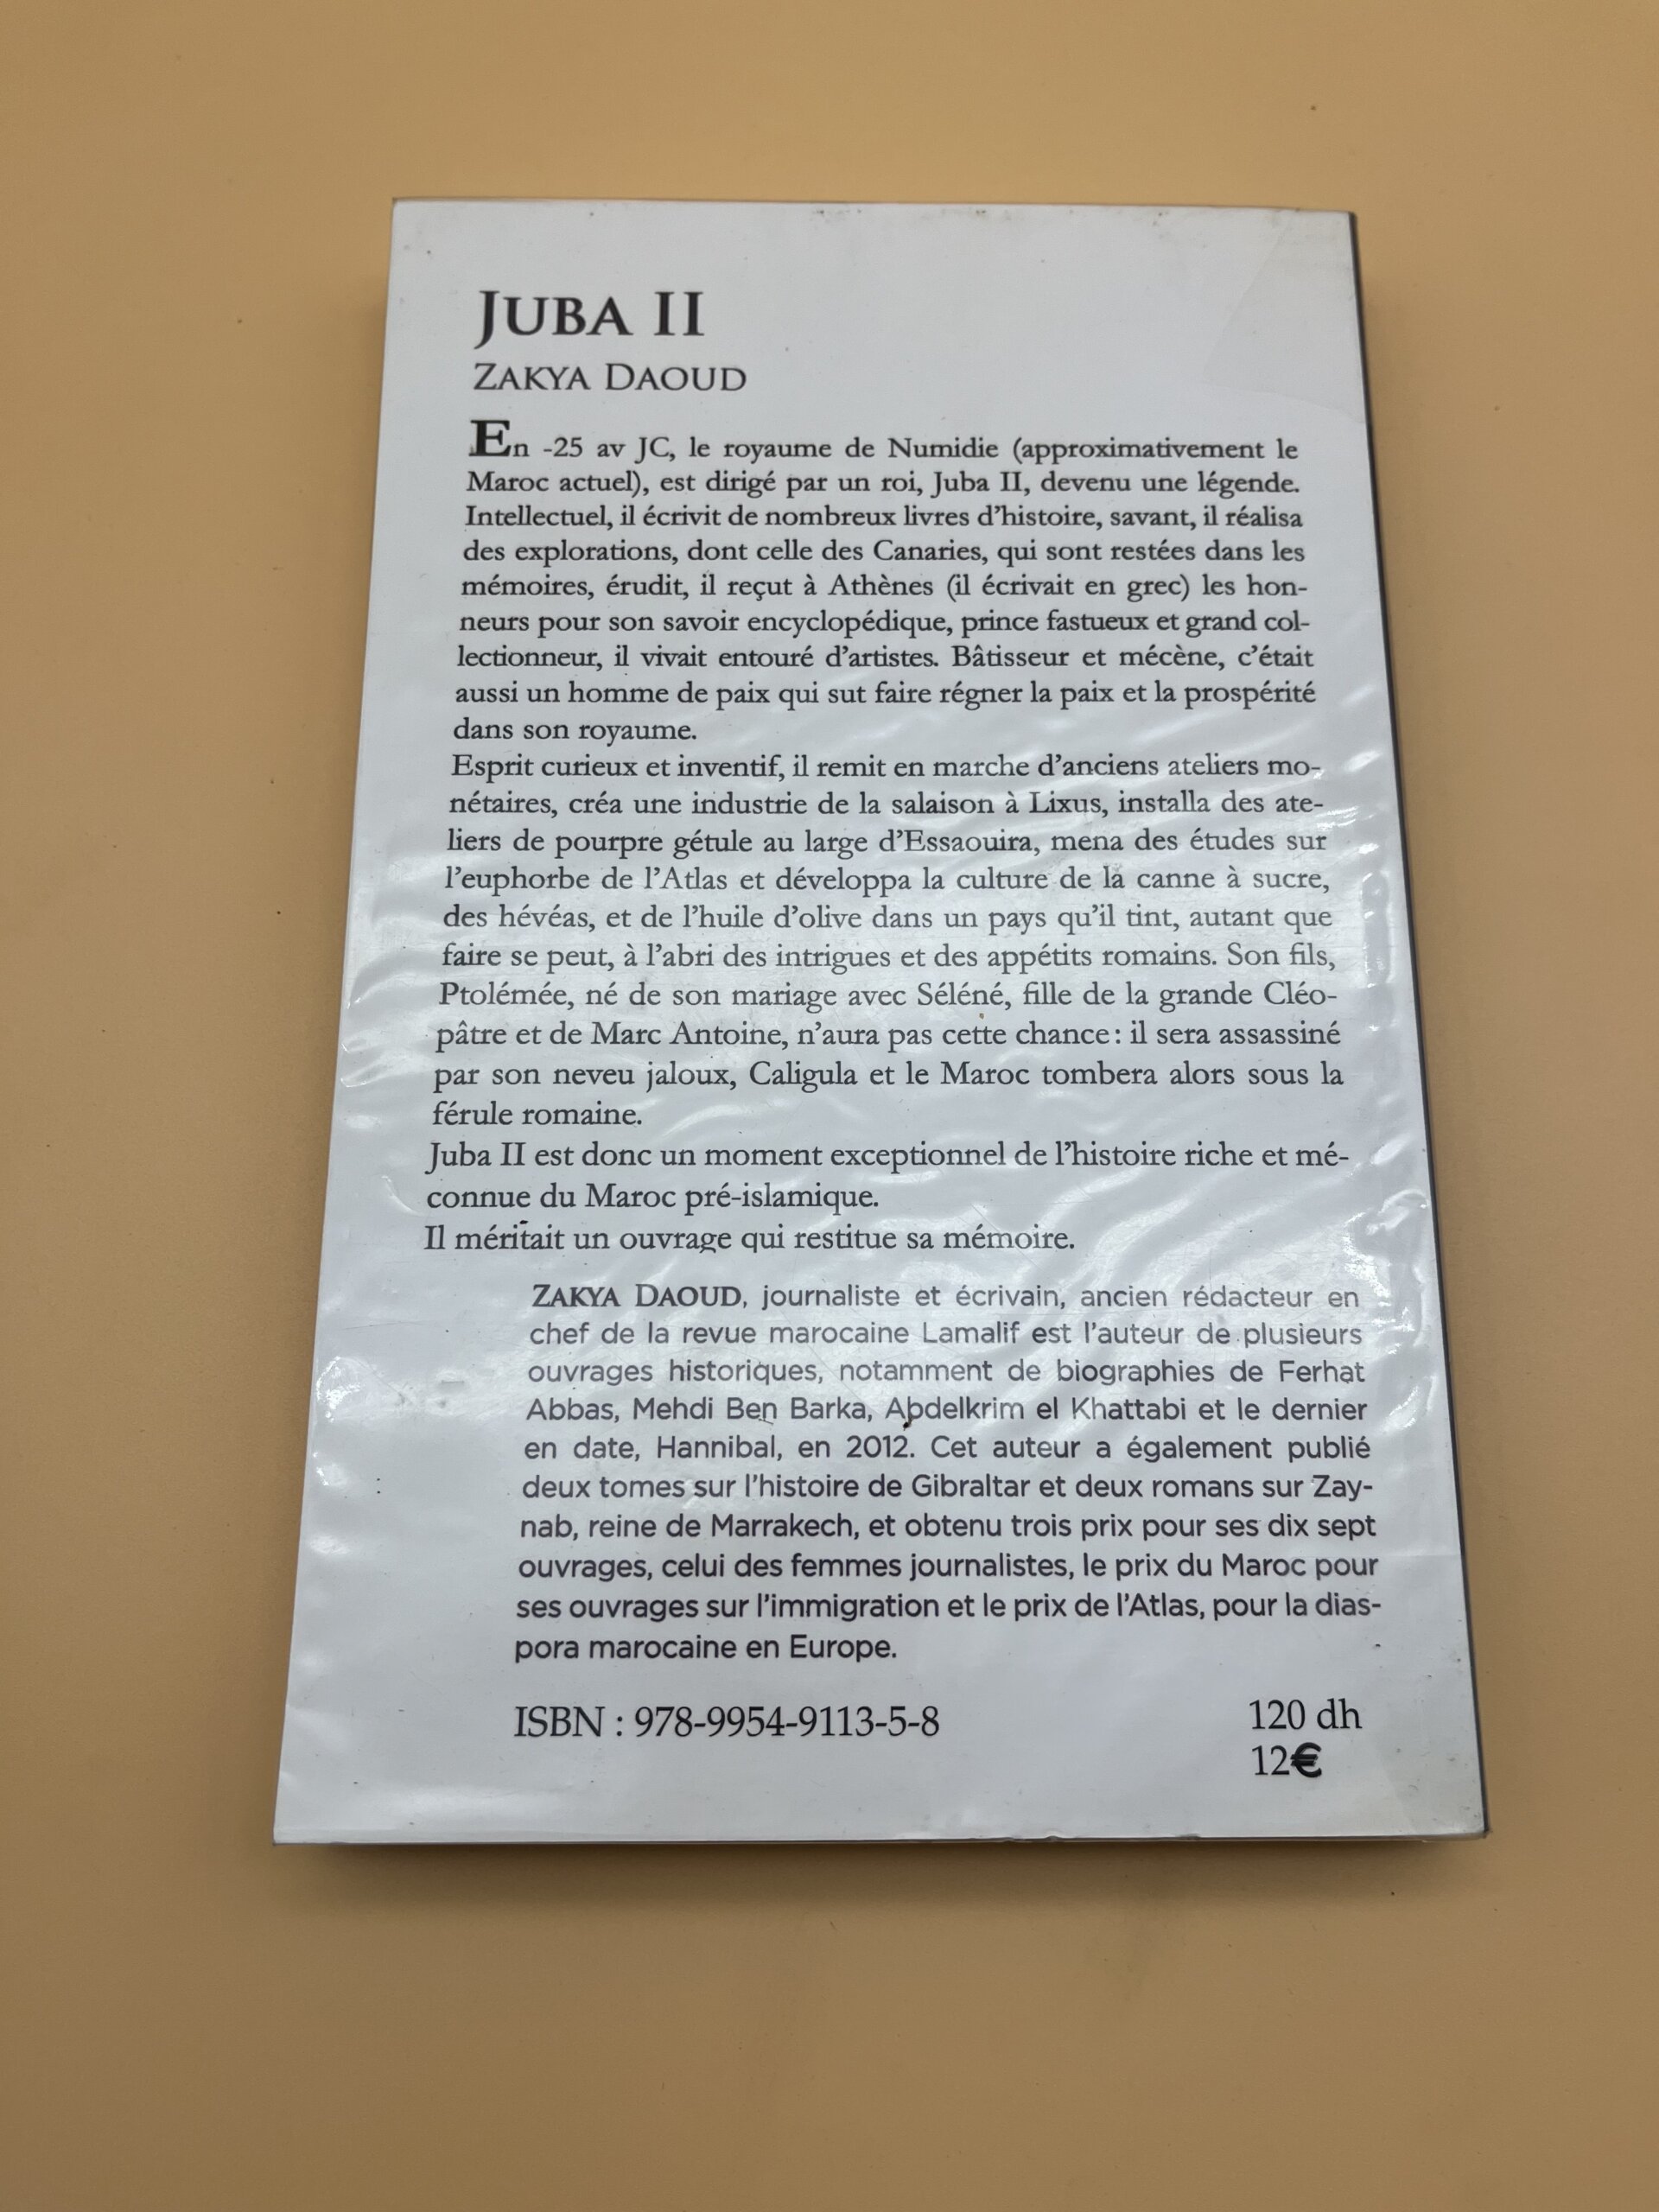 JUBA II
ZAKYA DAOUD
En -25 av JC, le royaume de Numidie (approximativement le
Maroc actuel), est dirigé par un roi, Juba II, devenu une légende.
Intellectuel, il écrivit de nombreux livres d'histoire, savant, il réalisa
des explorations, dont celle des Canaries, qui sont restées dans les
mémoires, érudit, il reçut à Athènes (il écrivait en grec) les hon-
neurs pour son savoir encyclopédique, prince fastueux et grand col-
lectionneur, il vivait entouré d'artistes. Bâtisseur et mécène, c'était
aussi un homme de paix qui sut faire régner la paix et la prospérité
dans son royaume.
Esprit curieux et inventif, il remit en marche d'anciens ateliers mo-
nétaires, créa une industrie de la salaison à Lixus, installa des ate-
liers de pourpre gétule au large d'Essaouira, mena des études sur
l'euphorbe de l'Atlas et développa la culture de la canne à sucre,
des hévéas, et de l'huile d'olive dans un pays qu'il tint, autant que
faire se peut, à l'abri des intrigues et des appétits romains. Son fils,
Ptolémée, né de son mariage avec Séléné, fille de la grande Cléo-
pâtre et de Marc Antoine, n'aura pas cette chance: il sera assassiné
par son neveu jaloux, Caligula et le Maroc tombera alors sous la
férule romaine.
Juba II est donc un moment exceptionnel de l'histoire riche et mé-
connue du Maroc pré-islamique.
Il méritait un ouvrage qui restitue sa mémoire.
ZAKYA DAOUD, journaliste et écrivain, ancien rédacteur en
chef de la revue marocaine Lamalif est l'auteur de plusieurs
ouvrages historiques, notamment de biographies de Ferhat
Abbas, Mehdi Ben Barka, Abdelkrim el Khattabi et le dernier
en date, Hannibal, en 2012. Cet auteur a également publié
deux tomes sur l'histoire de Gibraltar et deux romans sur Zay-
nab, reine de Marrakech, et obtenu trois prix pour ses dix sept
ouvrages, celui des femmes journalistes, le prix du Maroc pour
ses ouvrages sur l'immigration et le prix de l'Atlas, pour la dias-
pora marocaine en Europe.
ISBN : 978-9954-9113-5-8
120 dh
12€